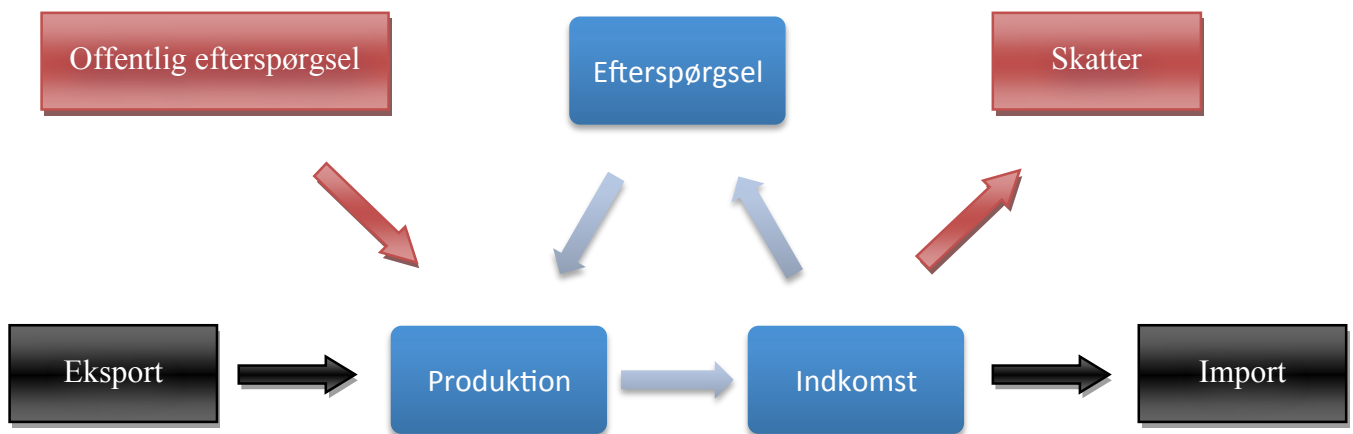 Offentlig efterspørgsel
Efterspørgsel
Skatter
Eksport
Produktion
Indkomst
Import